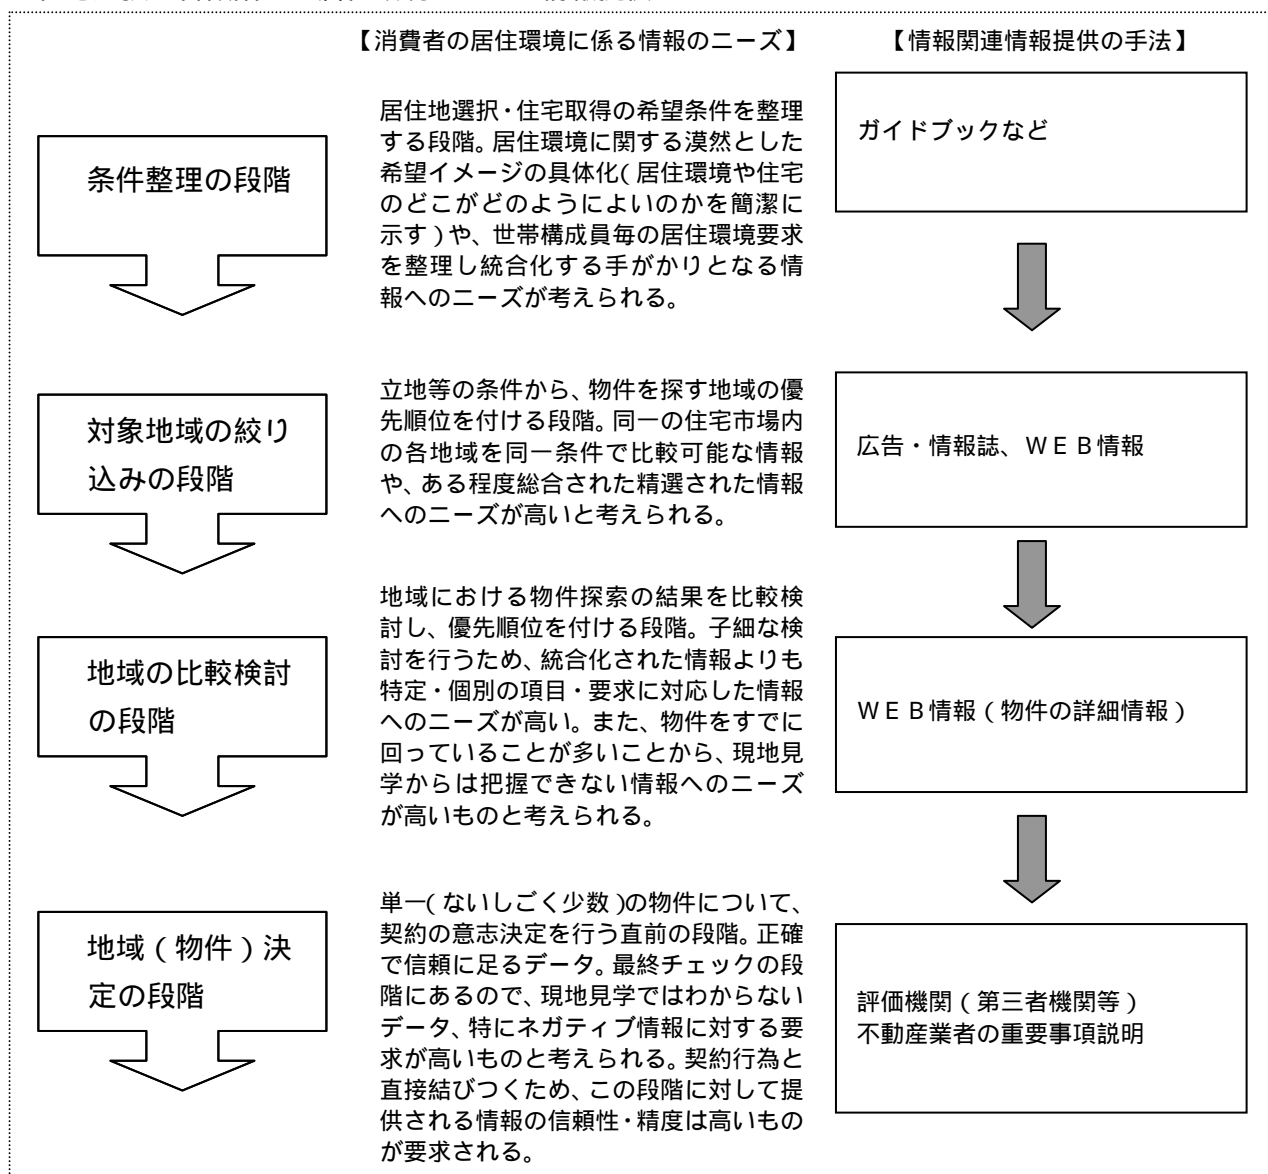 【消費者の居住環境に係る情報のニーズ】
【情報関連情報提供の手法】
条件整理の段階
居住地選択・住宅取得の希望条件を整理
する段階。居住環境に関する漠然とした
希望イメージの具体化(居住環境や住宅
のどこがどのようによいのかを簡潔に
示す)や、世帯構成員毎の居住環境要求
を整理し統合化する手がかりとなる情
報へのニーズが考えられる。
ガイドブックなど
対象地域の絞り
込みの段階
立地等の条件から、物件を探す地域の優
先順位を付ける段階。同一の住宅市場内
の各地域を同一条件で比較可能な情報
や、ある程度総合された精選された情報
へのニーズが高いと考えられる。
広告・情報誌、ＷＥＢ情報
地域の比較検討
の段階
地域における物件探索の結果を比較検
討し、優先順位を付ける段階。子細な検
討を行うため、統合化された情報よりも
特定・個別の項目・要求に対応した情報
へのニーズが高い。また、物件をすでに
回っていることが多いことから、現地見
学からは把握できない情報へのニーズ
が高いものと考えられる。
ＷＥＢ情報(物件の詳細情報)
地域(物件)決
定の段階
単一(ないしごく少数)の物件について、
契約の意志決定を行う直前の段階。正確
で信頼に足るデータ。最終チェックの段
階にあるので、現地見学ではわからない
データ、特にネガティブ情報に対する要
求が高いものと考えられる。契約行為と
直接結びつくため、この段階に対して提
供される情報の信頼性・精度は高いもの
が要求される。
評価機関(第三者機関等)
不動産業者の重要事項説明